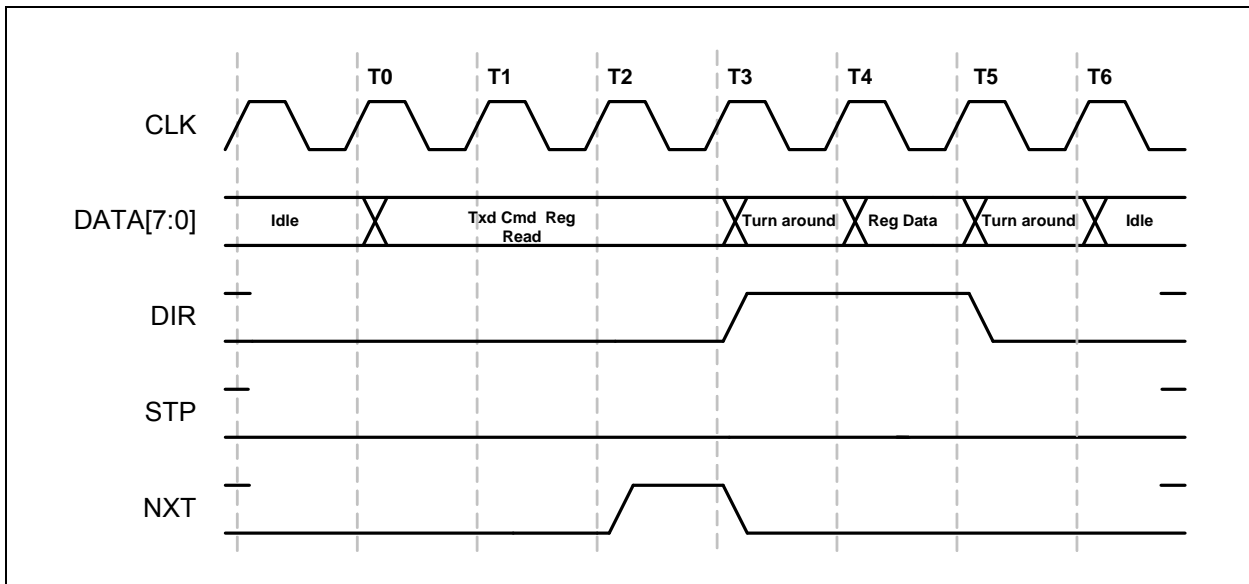 T0 T1 T2 T3 T4 T5 T6
CLK
DATA[7:0]
Idle
Txd Cmd Reg
Read
Turn around
Reg Data
Turn around
Idle
DIR
STP
NXT